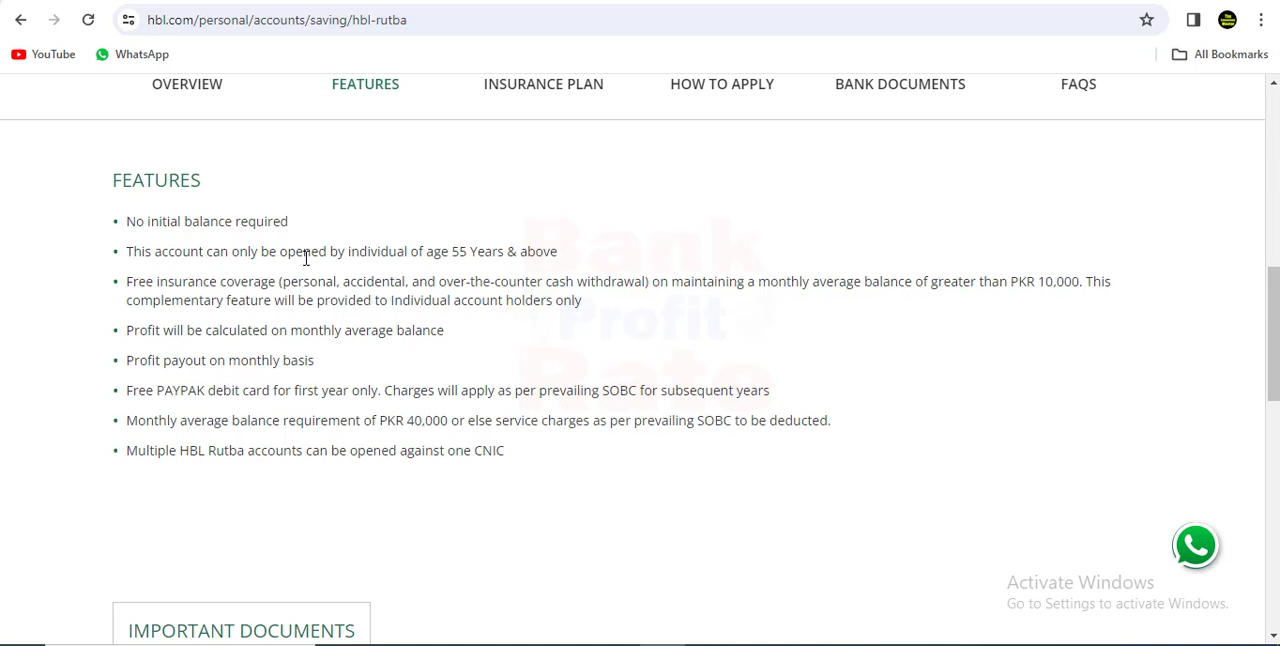 hbl.com/personal/accounts/saving/hbl-rutba
YouTube
WhatsApp
All Bookmarks
OVERVIEW
FEATURES
INSURANCE PLAN
HOW TO APPLY
BANK DOCUMENTS
FAQS
FEATURES
• No initial balance required
• This account can only be opened by individual of age 55 Years & above
• Free insurance coverage (personal, accidental, and over-the-counter cash withdrawal) on maintaining a monthly average balance of greater than PKR 10,000. This
complementary feature will be provided to Individual account holders only
• Profit will be calculated on monthly average balance
• Profit payout on monthly basis
• Free PAYPAK debit card for first year only. Charges will apply as per prevailing SOBC for subsequent years
• Monthly average balance requirement of PKR 40,000 or else service charges as per prevailing SOBC to be deducted.
• Multiple HBL Rutba accounts can be opened against one CNIC
Bank
Profit
Rate
Activate Windows
Go to Settings to activate Windows.
IMPORTANT DOCUMENTS